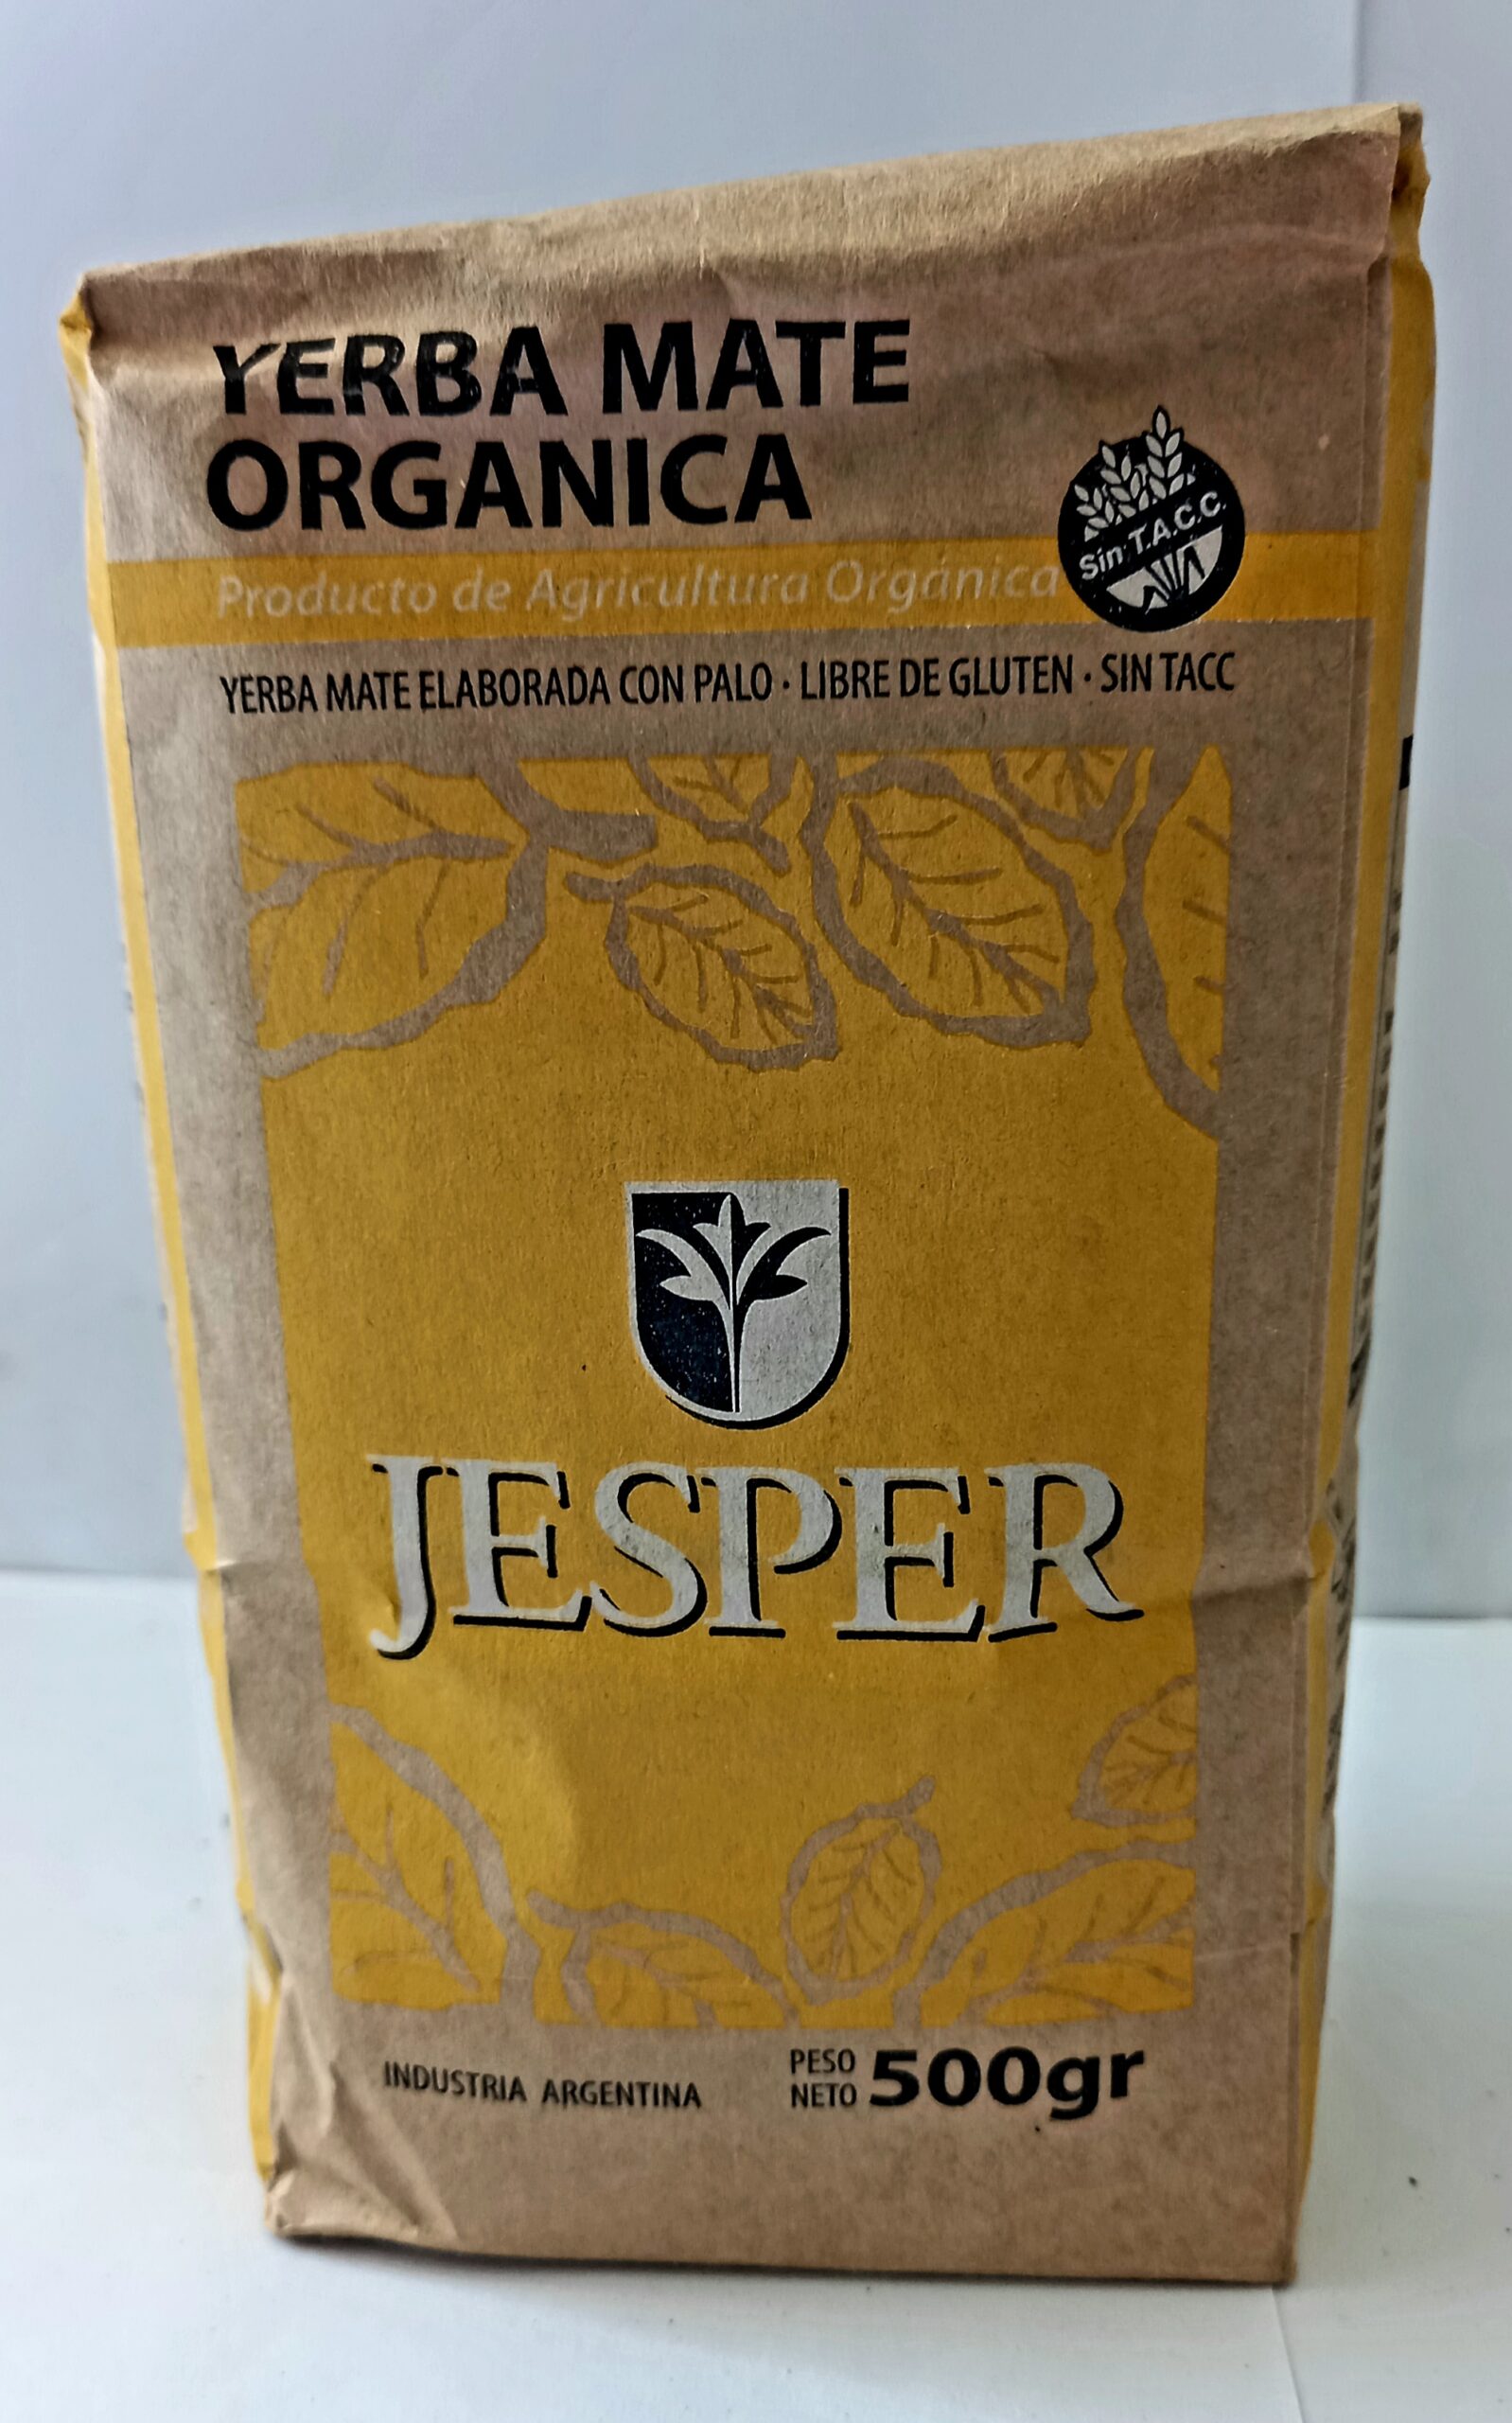 YERBA MATE
ORGANICA
Producto de Agricultura Orgánica
Sin T.A.C.C.
YERBA MATE ELABORADA CON PALO · LIBRE DE GLUTEN · SIN TACC
JESPER
INDUSTRIA ARGENTINA
PESO NETO 500gr